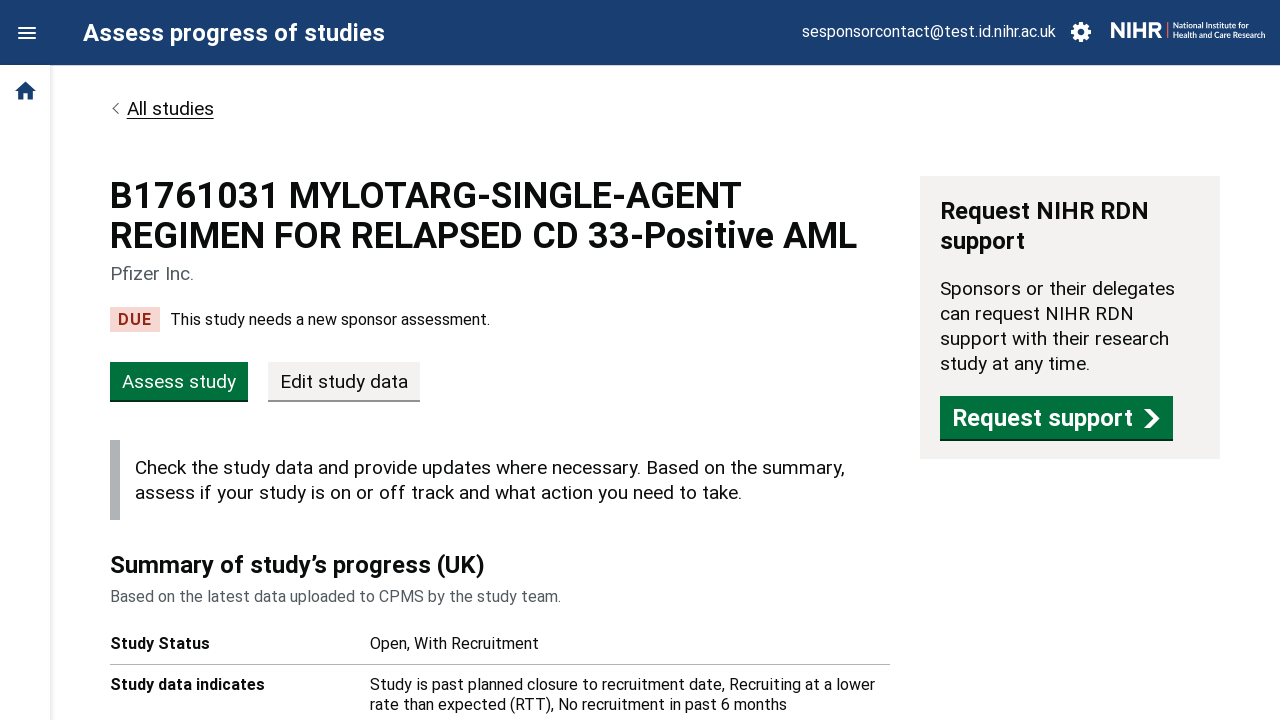 Assess progress of studies
sesponsorcontact@test.id.nihr.ac.uk
NIHR National Institute for
Health and Care Research
All studies
B1761031 MYLOTARG-SINGLE-AGENT
REGIMEN FOR RELAPSED CD 33-Positive AML
Pfizer Inc.
DUE This study needs a new sponsor assessment.
Assess study Edit study data
Check the study data and provide updates where necessary. Based on the summary,
assess if your study is on or off track and what action you need to take.
Summary of study’s progress (UK)
Based on the latest data uploaded to CPMS by the study team.
Study Status Open, With Recruitment
Study data indicates Study is past planned closure to recruitment date, Recruiting at a lower
rate than expected (RTT), No recruitment in past 6 months
Request NIHR RDN
support
Sponsors or their delegates
can request NIHR RDN
support with their research
study at any time.
Request support